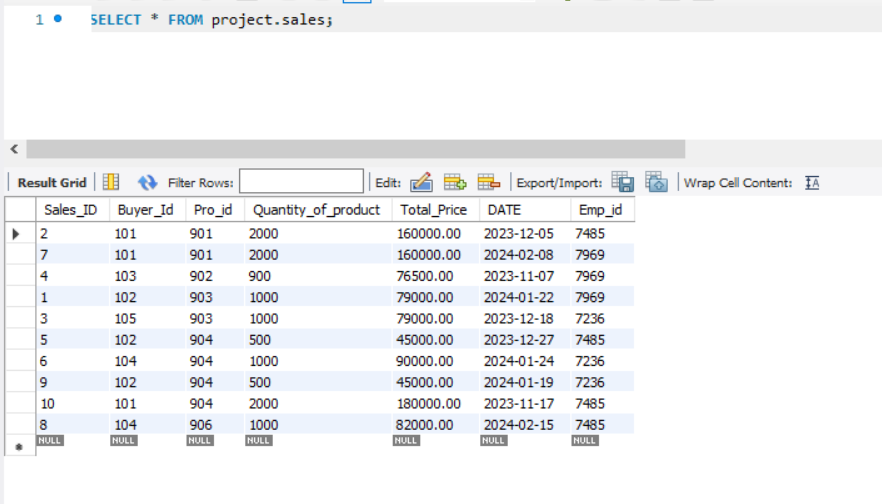 1 SELECT * FROM project.sales;
Result Grid Filter Rows: Edit: Export/Import: Wrap Cell Content:
Sales_ID Buyer_Id Pro_id Quantity_of_product Total_Price DATE Emp_id
2 101 901 2000 160000.00 2023-12-05 7485
7 101 901 2000 160000.00 2024-02-08 7969
4 103 902 900 76500.00 2023-11-07 7969
1 102 903 1000 79000.00 2024-01-22 7969
3 105 903 1000 79000.00 2023-12-18 7236
5 102 904 500 45000.00 2023-12-27 7485
6 104 904 1000 90000.00 2024-01-24 7236
9 102 904 500 45000.00 2024-01-19 7236
10 101 904 2000 180000.00 2023-11-17 7485
8 104 906 1000 82000.00 2024-02-15 7485
NULL NULL NULL NULL NULL NULL NULL